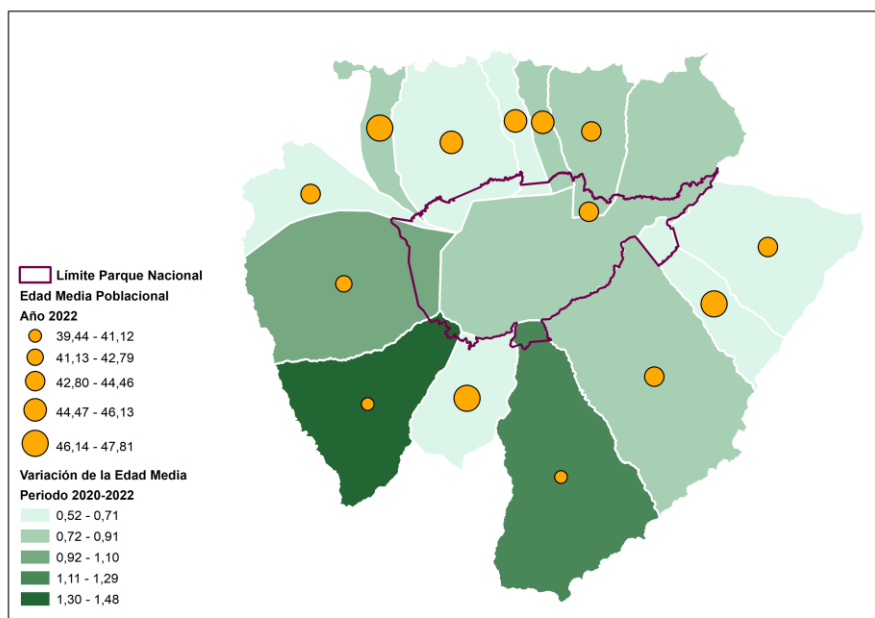 Límite Parque Nacional
Edad Media Poblacional
Año 2022
39,44 - 41,12
41,13 - 42,79
42,80 - 44,46
44,47 - 46,13
46,14 - 47,81
Variación de la Edad Media
Periodo 2020-2022
0,52 - 0,71
0,72 - 0,91
0,92 - 1,10
1,11 - 1,29
1,30 - 1,48